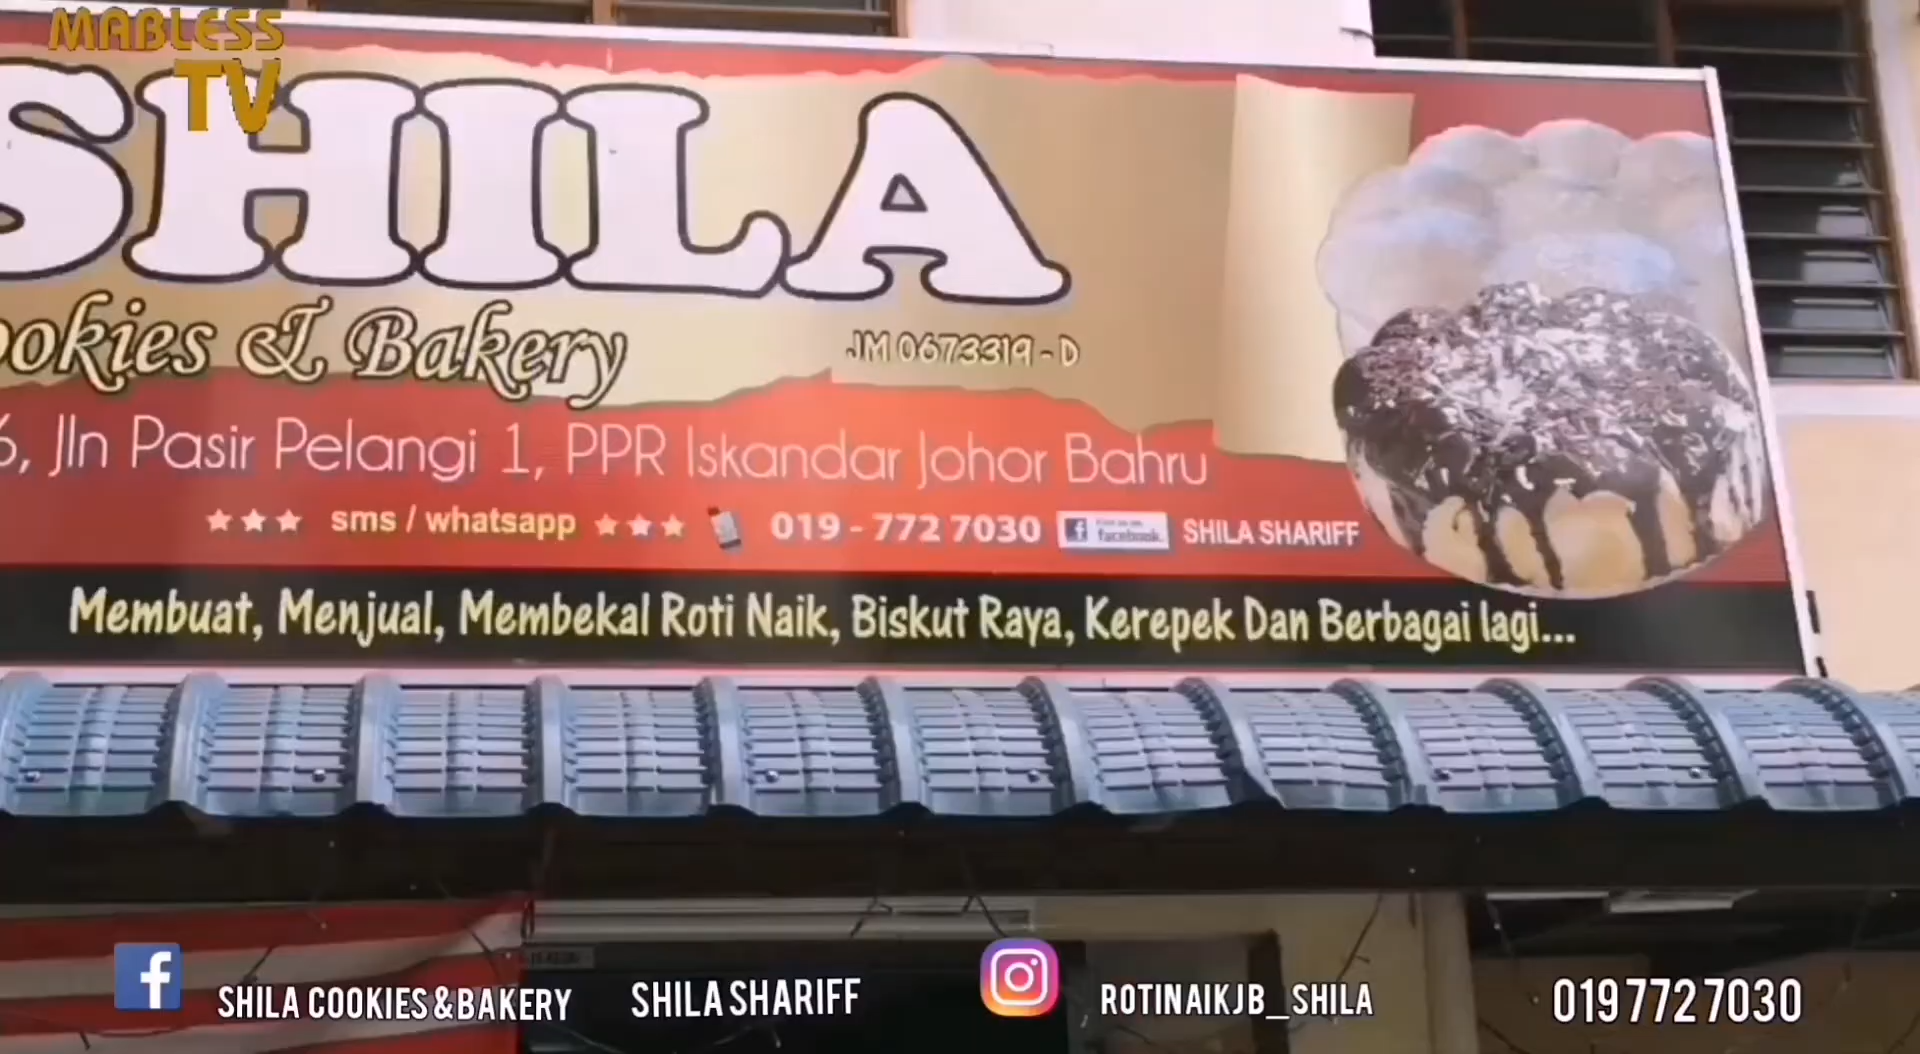 MABLESS
TV
SHILA
ookies & Bakery
JM 0673319 - D
6, Jln Pasir Pelangi 1, PPR Iskandar Johor Bahru
sms / whatsapp 019 - 772 7030 facebook. SHILA SHARIFF
Membuat, Menjual, Membekal Roti Naik, Biskut Raya, Kerepek Dan Berbagai lagi...
SHILA COOKIES & BAKERY SHILA SHARIFF ROTINAIKJB_SHILA 019 772 7030